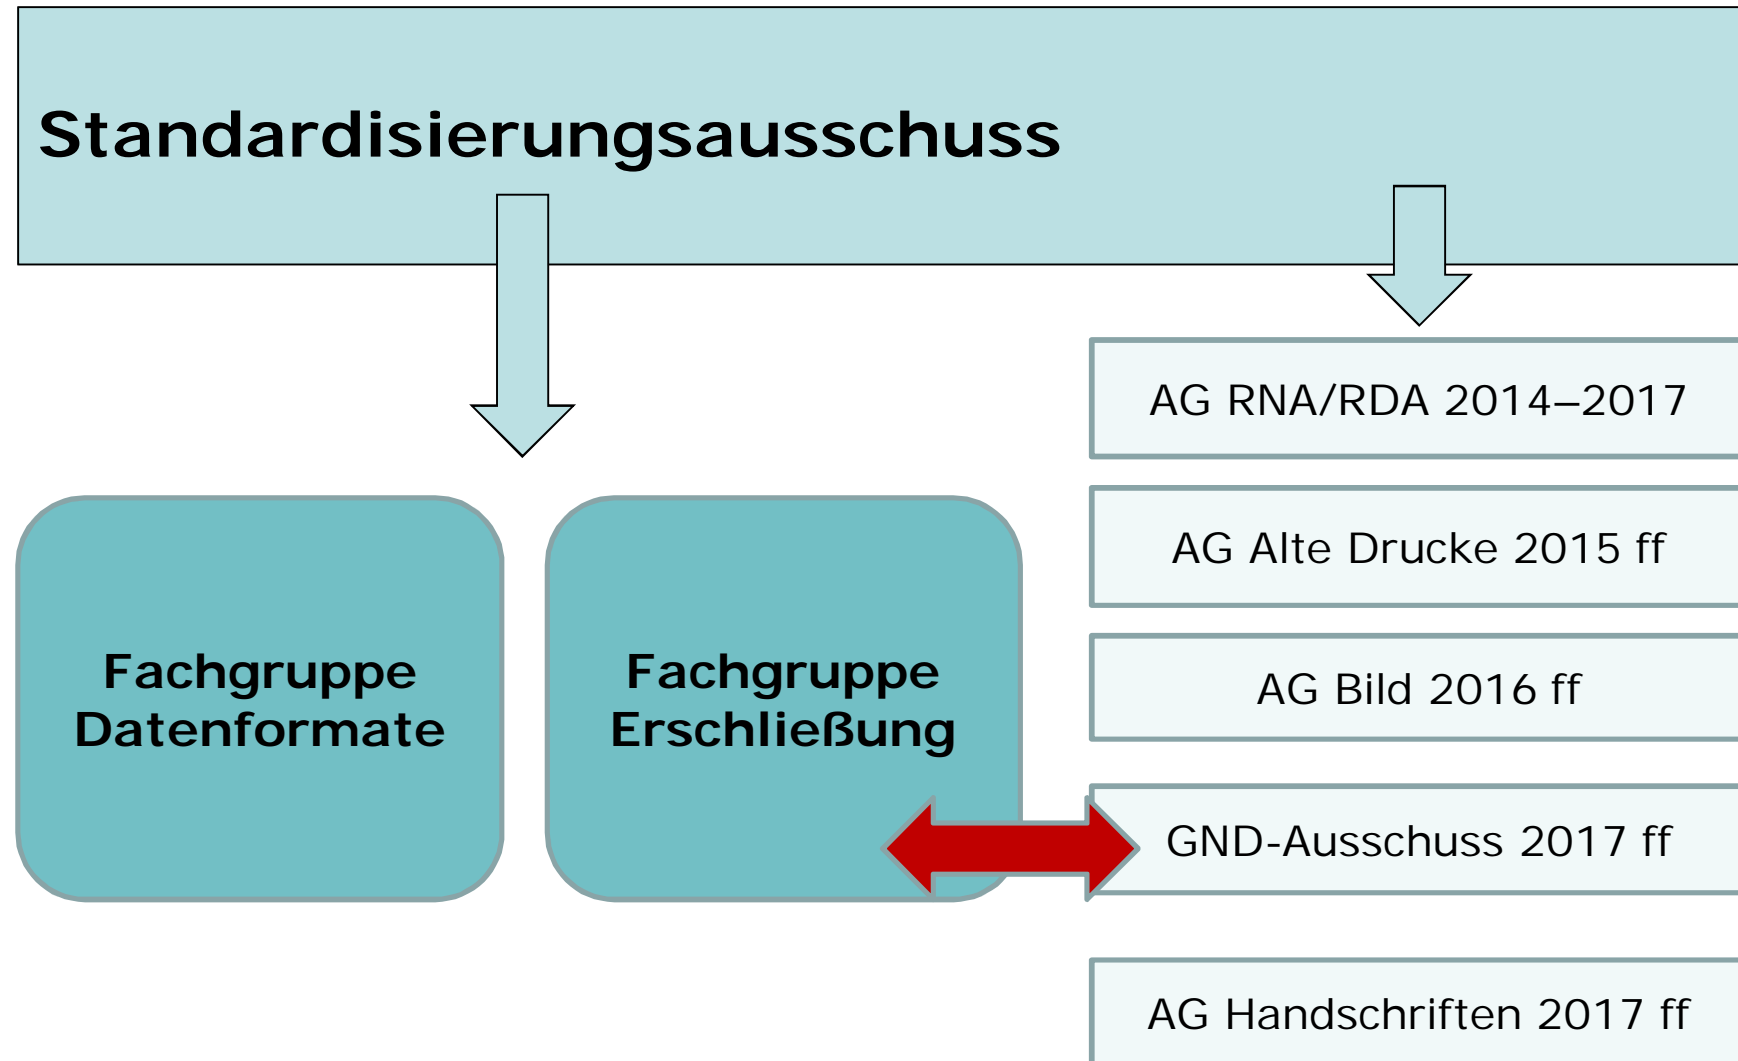 Standardisierungsausschuss
AG RNA/RDA 2014–2017
AG Alte Drucke 2015 ff
Fachgruppe
Datenformate
Fachgruppe
Erschließung
AG Bild 2016 ff
GND-Ausschuss 2017 ff
AG Handschriften 2017 ff